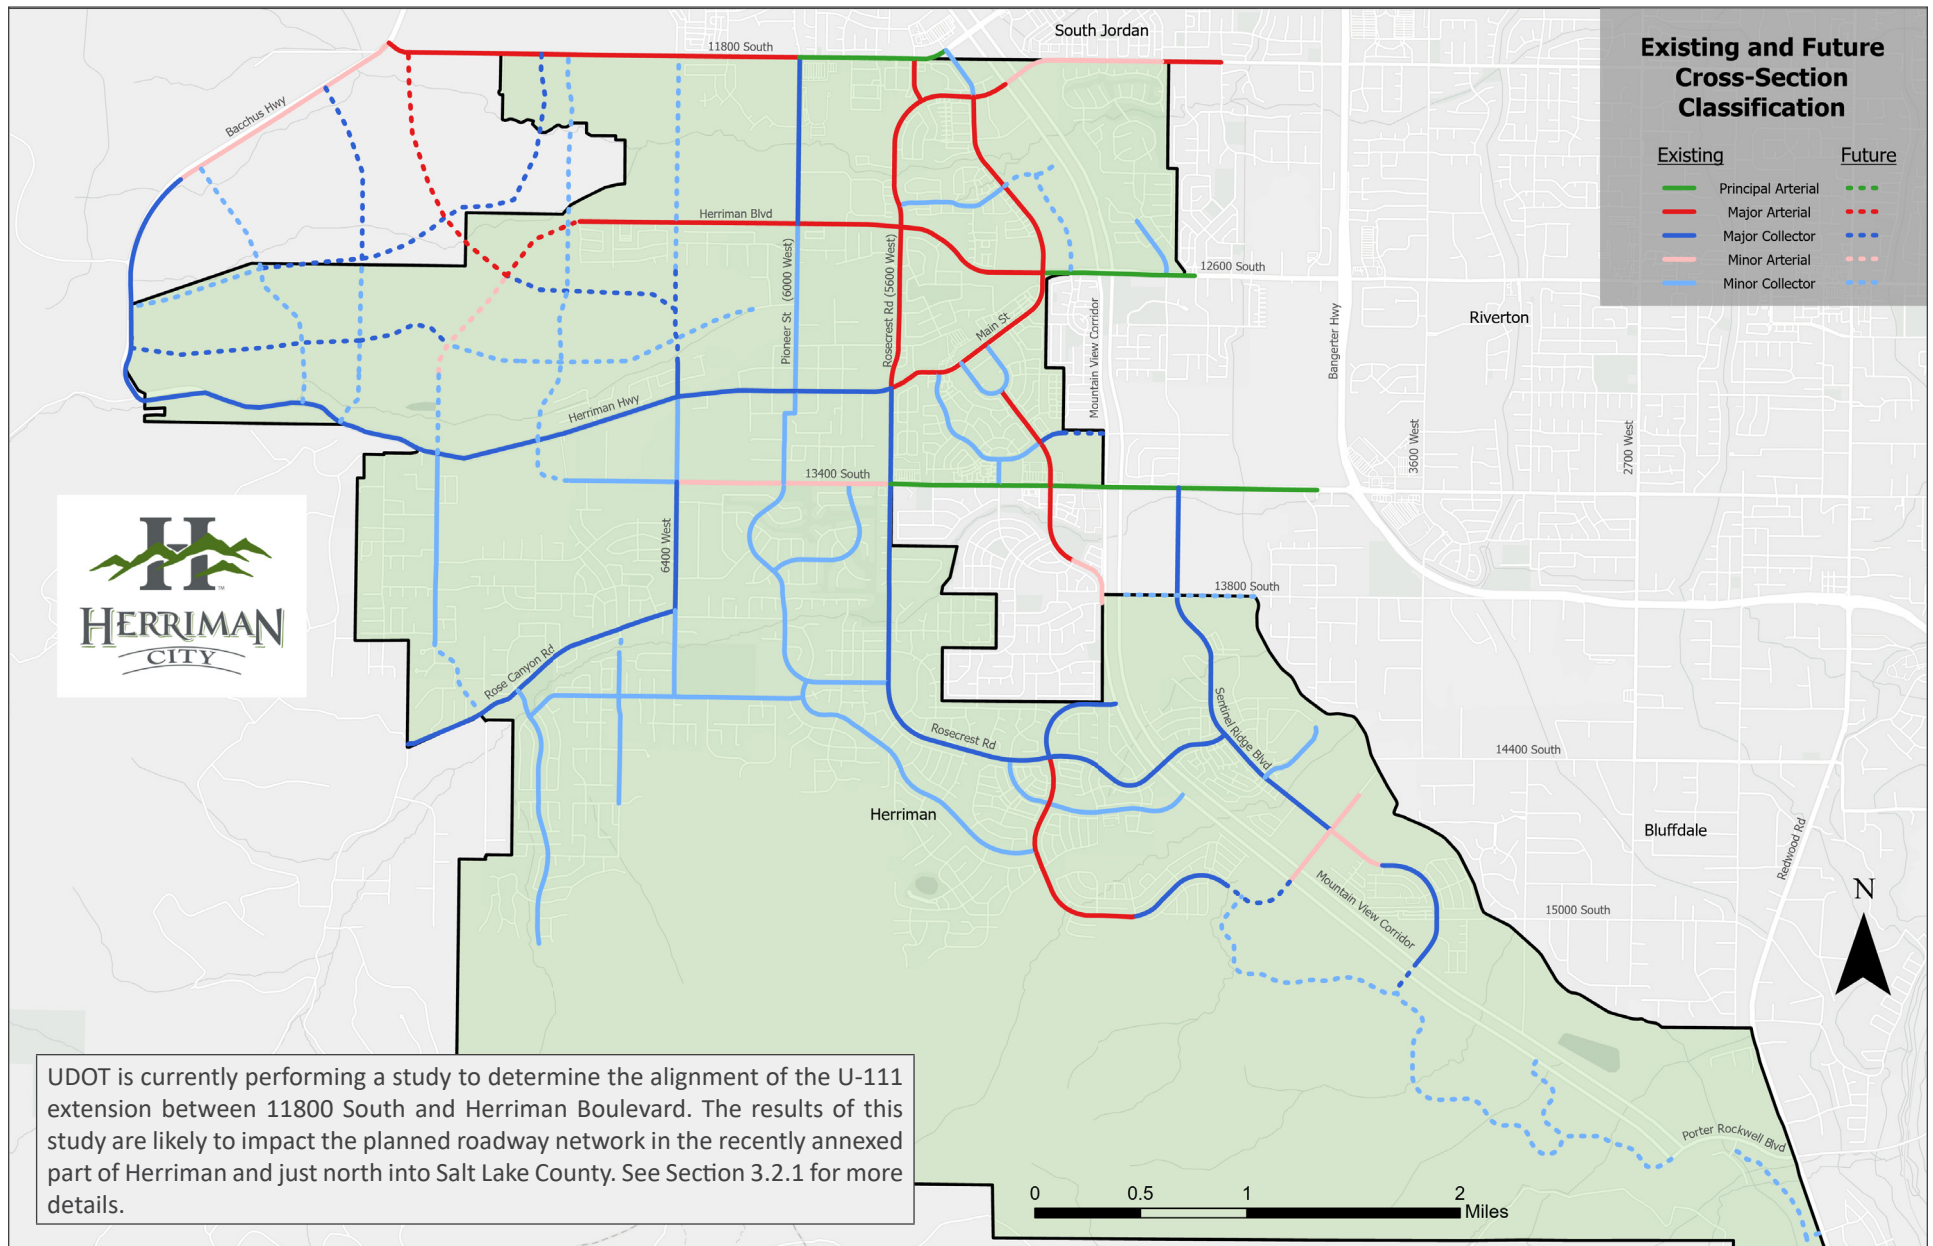 South Jordan
11800 South
Existing and Future
Cross-Section
Classification
Existing Future
Principal Arterial
Major Arterial
Major Collector
Minor Arterial
Minor Collector
Bacchus Hwy
Herriman Blvd
Pioneer St (6000 West)
Rosecrest Rd (5600 West)
12600 South
Mountain View Corridor
Bangerter Hwy
Riverton
Main St
Herriman Hwy
3600 West
2700 West
13400 South
6400 West
H
TM
HERRIMAN
CITY
13800 South
Rose Canyon Rd
Rosecrest Rd
Sentinel Ridge Blvd
14400 South
Herriman
Bluffdale
Redwood Rd
Mountain View Corridor
15000 South
N
Porter Rockwell Blvd
UDOT is currently performing a study to determine the alignment of the U-111
extension between 11800 South and Herriman Boulevard. The results of this
study are likely to impact the planned roadway network in the recently annexed
part of Herriman and just north into Salt Lake County. See Section 3.2.1 for more
details.
0 0.5 1 2
Miles